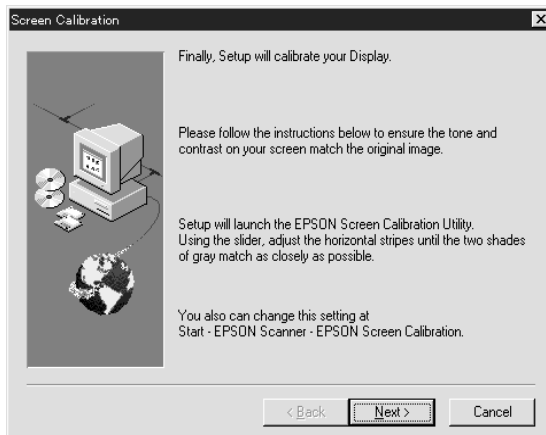 Screen Calibration
Finally, Setup will calibrate your Display.
Please follow the instructions below to ensure the tone and
contrast on your screen match the original image.
Setup will launch the EPSON Screen Calibration Utility.
Using the slider, adjust the horizontal stripes until the two shades
of gray match as closely as possible.
You also can change this setting at
Start - EPSON Scanner - EPSON Screen Calibration.
< Back
Next >
Cancel